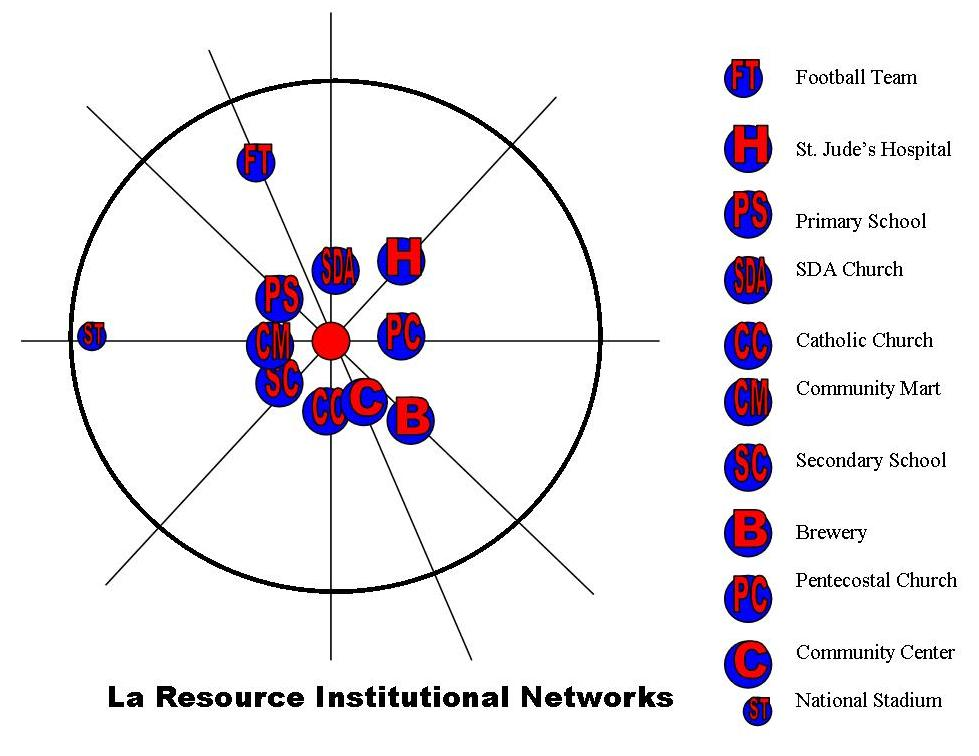 FT
SDA
H
PS
ST
CM
PC
SC
CC
C
B
La Resource Institutional Networks
FT Football Team
H St. Jude's Hospital
PS Primary School
SDA SDA Church
CC Catholic Church
CM Community Mart
SC Secondary School
B Brewery
PC Pentecostal Church
C Community Center
ST National Stadium